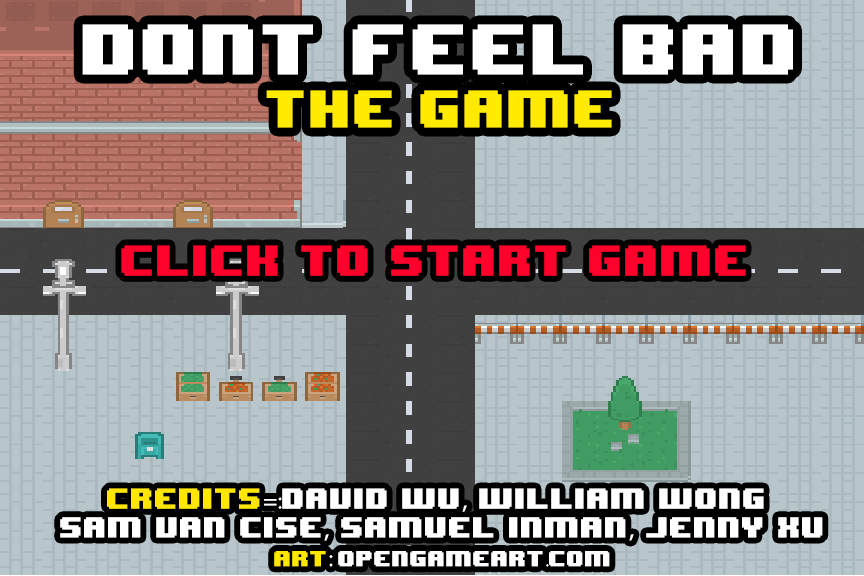 DONT FEEL BAD
THE GAME
CLICK TO START GAME
CREDITS=DAVID WU, WILLIAM WONG
SAM VAN CISE, SAMUEL INMAN, JENNY XU
ART:OPENGAMEART.COM